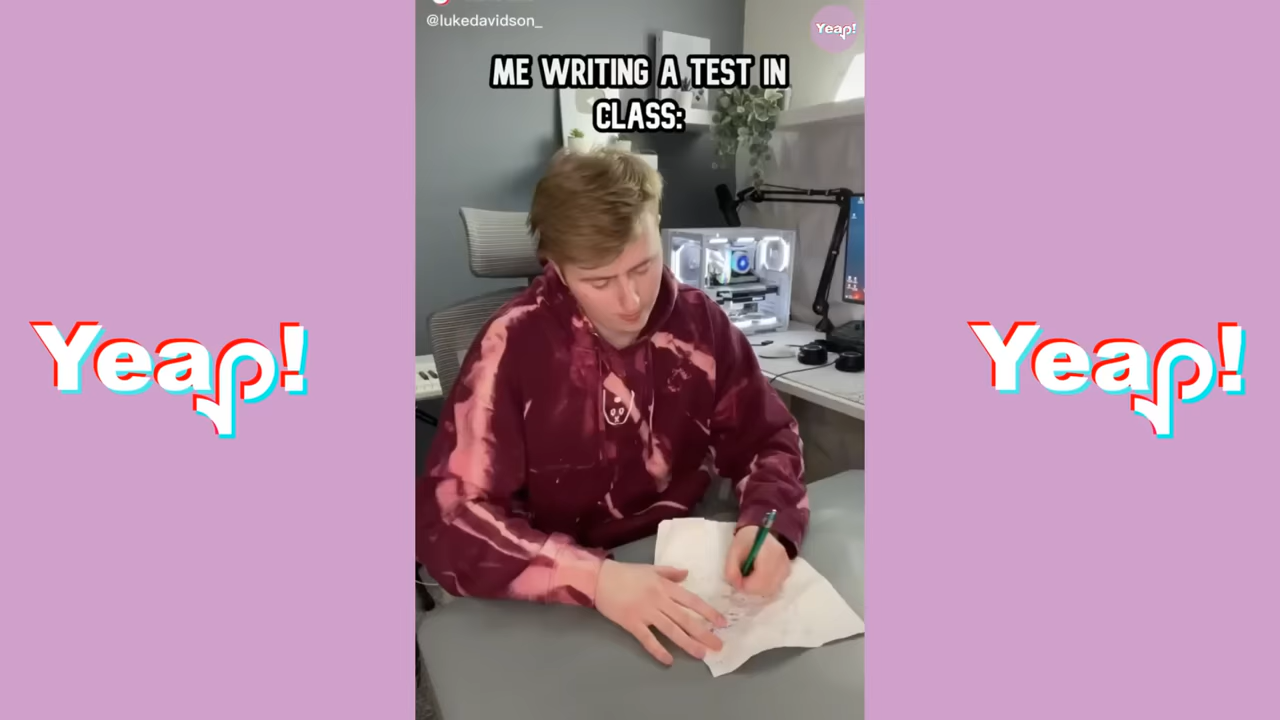 @lukedavidson_
Yeap!
ME WRITING A TEST IN
CLASS:
Yeap!
Yeap!